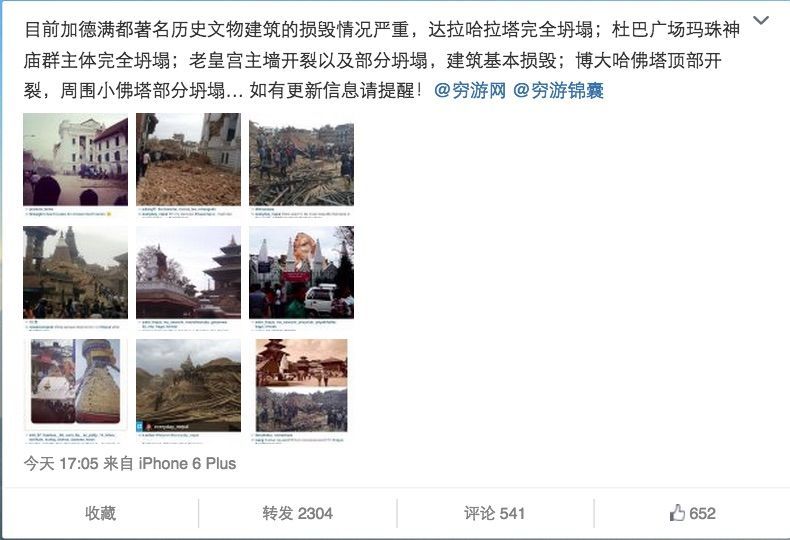 目前加德满都著名历史文物建筑的损毁情况严重，达拉哈拉塔完全坍塌；杜巴广场玛珠神
庙群主体完全坍塌；老皇宫主墙开裂以及部分坍塌，建筑基本损毁；博大哈佛塔顶部开
裂，周围小佛塔部分坍塌... 如有更新信息请提醒！@穷游网 @穷游锦囊
今天 17:05 来自 iPhone 6 Plus
收藏
转发 2304
评论 541
652